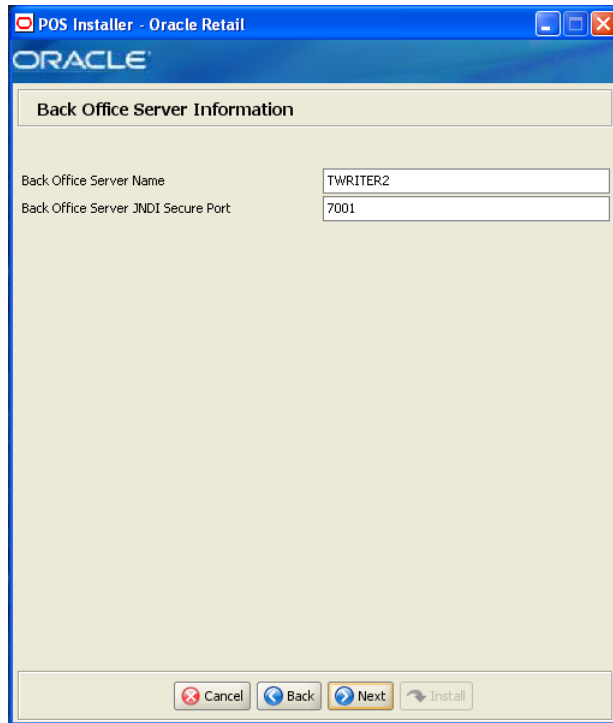 POS Installer - Oracle Retail
ORACLE
Back Office Server Information
Back Office Server Name TWRITER2
Back Office Server JNDI Secure Port 7001
Cancel Back Next Install